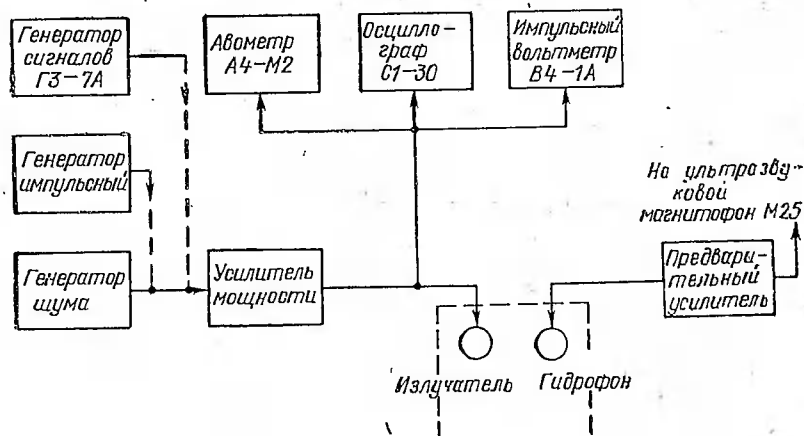 Генератор
сигналов
Г3-7А
Авометр
А4-М2
Осцилло-
граф
С1-30
Импульсный
вольтметр
В4-1А
Генератор
импульсный
На ультразву-
ковой
магнитофон М25
Генератор
шума
Усилитель
мощности
Предвари-
тельный
усилитель
Излучатель
Гидрофон